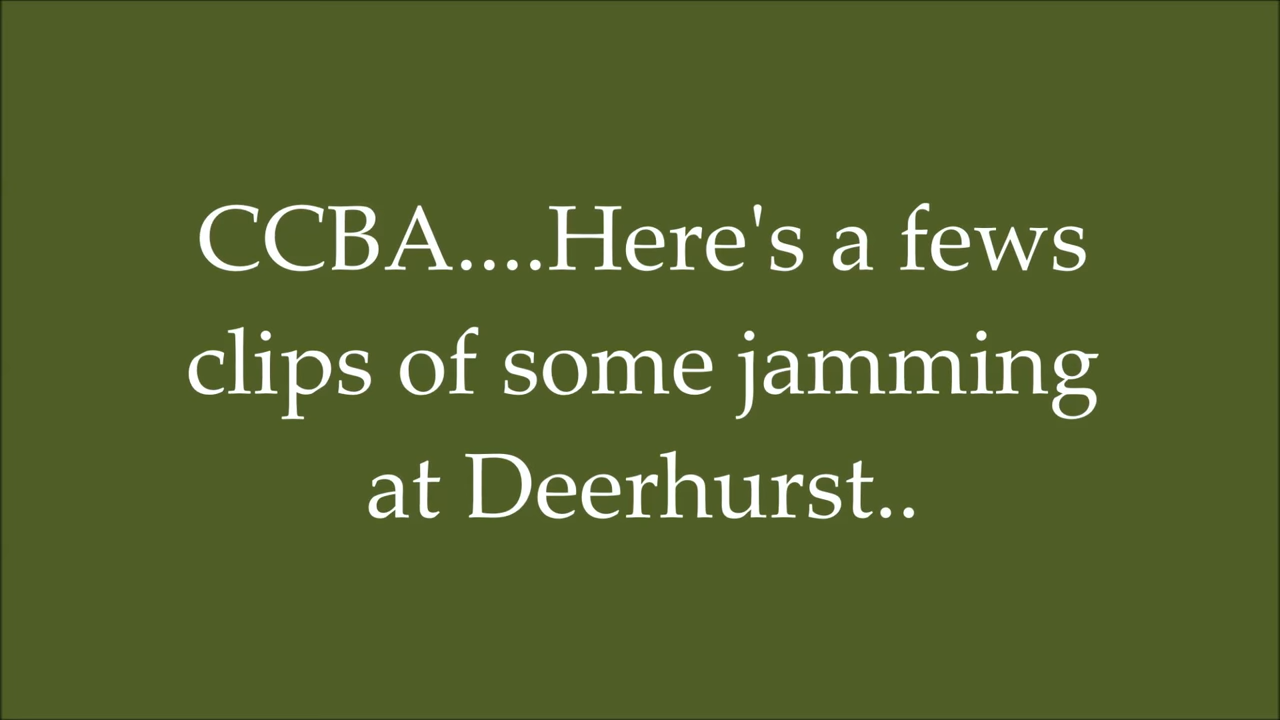 CCBA....Here's a fews
clips of some jamming
at Deerhurst..